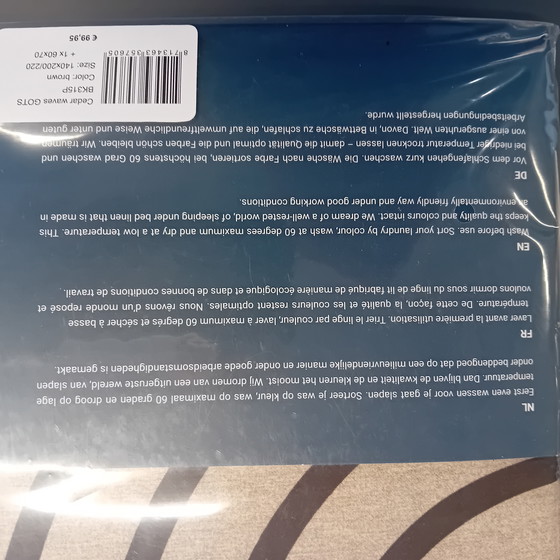 NL
Eerst even wassen voor je gaat slapen. Sorteer je was op kleur, was op maximaal 60 graden en droog op lage
temperatuur. Dan blijven de kwaliteit en de kleuren het mooist. Wij dromen van een uitgeruste wereld, van slapen
onder beddengoed dat op een milieuvriendelijke manier en onder goede arbeidsomstandigheden is gemaakt.
FR
Laver avant la première utilisation. Trier le linge par couleur, laver à maximum 60 degrés et sécher à basse
température. De cette façon, la qualité et les couleurs restent optimales. Nous rêvons d'un monde reposé et
voulons dormir sous du linge de lit fabriqué de manière écologique et dans de bonnes conditions de travail.
EN
Wash before use. Sort your laundry by colour, wash at 60 degrees maximum and dry at a low temperature. This
keeps the quality and colours intact. We dream of a well-rested world, of sleeping under bed linen that is made in
an environmentally friendly way and under good working conditions.
DE
Vor dem Schlafengehen kurz waschen. Die Wäsche nach Farbe sortieren, bei höchstens 60 Grad waschen und
bei niedriger Temperatur trocknen lassen – damit die Qualität optimal und die Farben schön bleiben. Wir träumen
von einer ausgeruhten Welt. Davon, in Bettwäsche zu schlafen, die auf umweltfreundliche Weise und unter guten
Arbeitsbedingungen hergestellt wurde.
Cedar waves GOTS
BK315P
Color: brown
Size: 140x200/220
+ 1x 60x70
€ 99,95
8 713463 357605